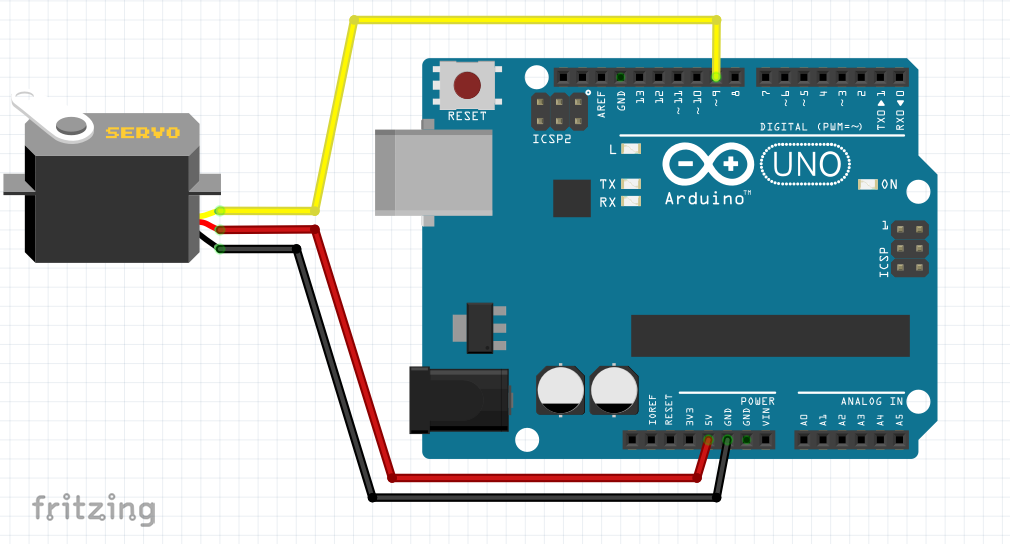 SERVO
RESET
ICSP2
AREF
GND
13
12
~11
~10
~9
8
7
~6
~5
4
~3
2
TX0▶1
RX0◀0
DIGITAL (PWM=~)
L
TX
RX
Arduino™
UNO
ON
1
ICSP
IOREF
RESET
3V3
5V
GND
GND
VIN
POWER
A0
A1
A2
A3
A4
A5
ANALOG IN
fritzing